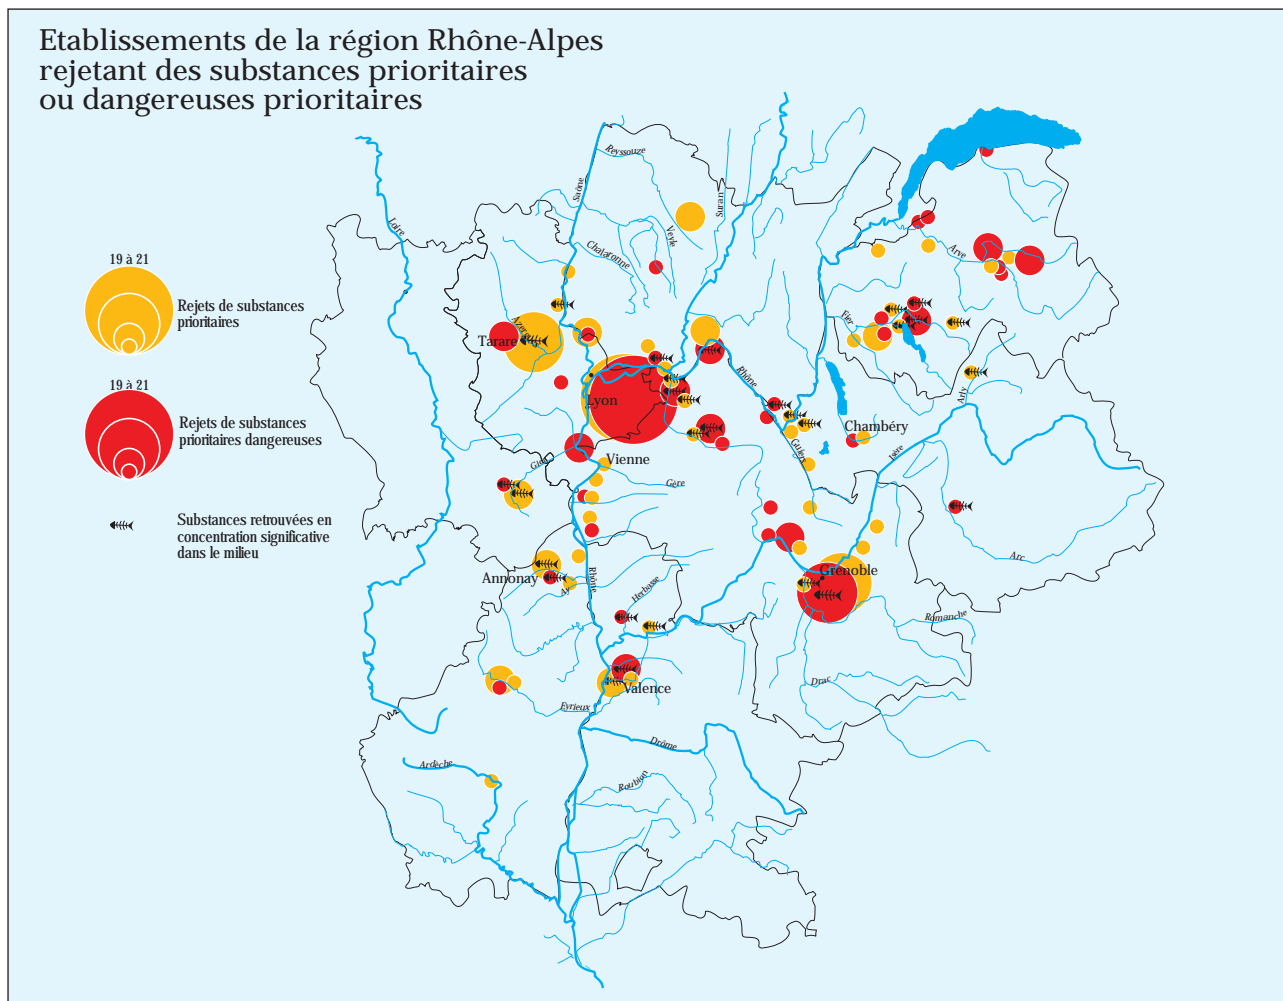 Etablissements de la région Rhône-Alpes
rejetant des substances prioritaires
ou dangereuses prioritaires
19 à 21
Rejets de substances
prioritaires
19 à 21
Rejets de substances
prioritaires dangereuses
Substances retrouvées en
concentration significative
dans le milieu
Loire
Saône
Reyssouze
Suran
Veyle
Chalaronne
Arve
Fier
Tarare
Lyon
Rhône
Arly
Chambéry
Guiers
Isère
Vienne
Gier
Gère
Arc
Grenoble
Annonay
Ay
Rhône
Herbasse
Romanche
Drac
Valence
Eyrieux
Drôme
Ardèche
Roubion